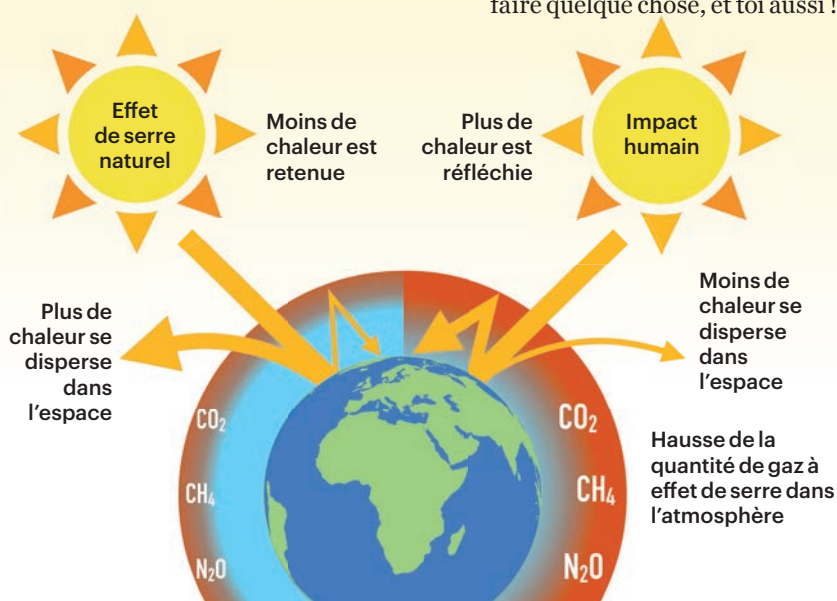 faire quelque chose, et toi aussi !
Effet
de serre
naturel
Moins de
chaleur est
retenue
Plus de
chaleur est
réfléchie
Impact
humain
Plus de
chaleur se
disperse
dans
l'espace
Moins de
chaleur se
disperse
dans
l'espace
CO₂
CH₄
N₂O
CO₂
CH₄
N₂O
Hausse de la
quantité de gaz à
effet de serre dans
l'atmosphère